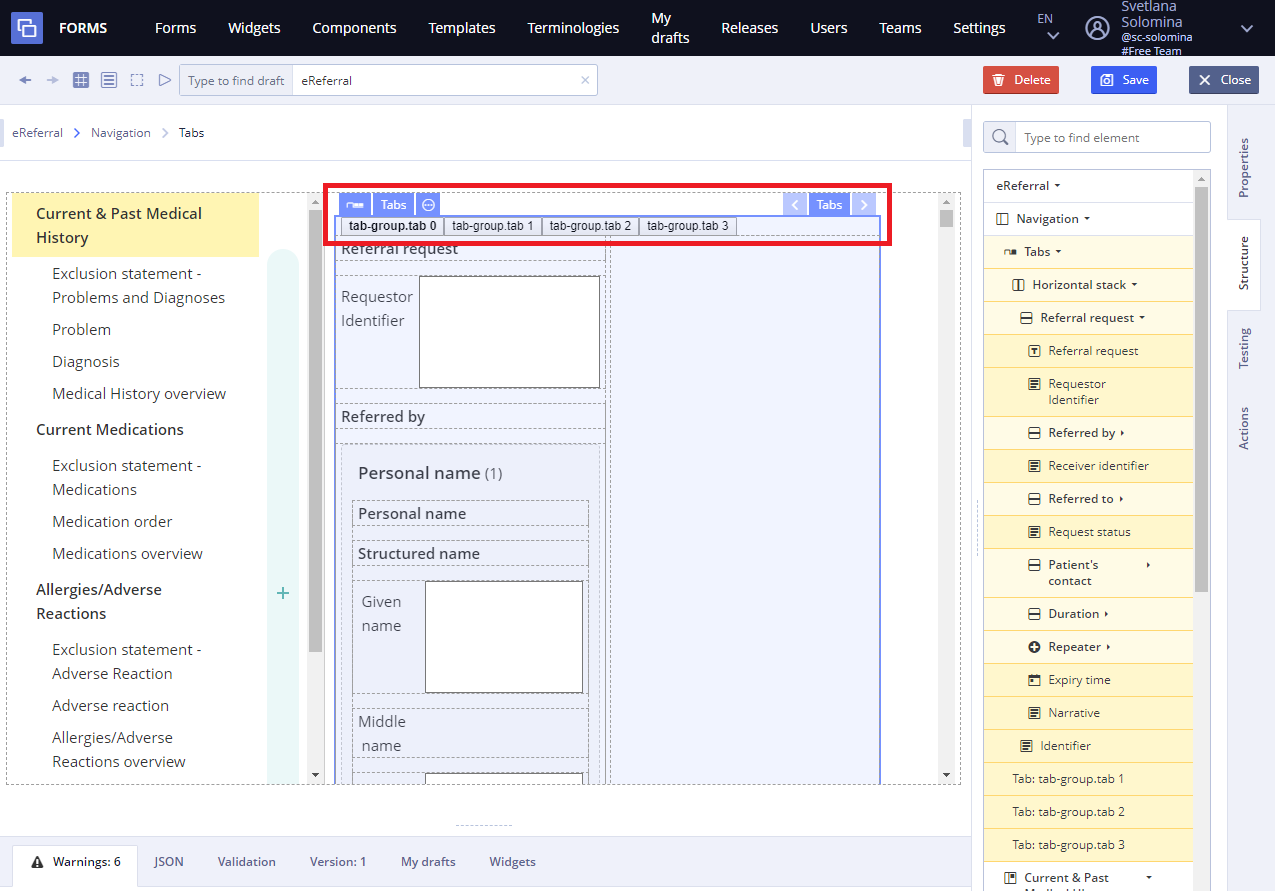 FORMS
Forms
Widgets
Components
Templates
Terminologies
My
drafts
Releases
Users
Teams
Settings
EN
Svetlana
Solomina
@sc-solomina
#Free Team
Type to find draft
eReferral
Delete
Save
Close
eReferral
Navigation
Tabs
Current & Past Medical
History
Exclusion statement -
Problems and Diagnoses
Problem
Diagnosis
Medical History overview
Current Medications
Exclusion statement -
Medications
Medication order
Medications overview
Allergies/Adverse
Reactions
Exclusion statement -
Adverse Reaction
Adverse reaction
Allergies/Adverse
Reactions overview
Tabs
Tabs
tab-group.tab 0
tab-group.tab 1
tab-group.tab 2
tab-group.tab 3
Referral request
Requestor
Identifier
Referred by
Personal name (1)
Personal name
Structured name
Given
name
Middle
name
Type to find element
eReferral
Navigation
Tabs
Horizontal stack
Referral request
Referral request
Requestor
Identifier
Referred by
Receiver identifier
Referred to
Request status
Patient's
contact
Duration
Repeater
Expiry time
Narrative
Identifier
Tab: tab-group.tab 1
Tab: tab-group.tab 2
Tab: tab-group.tab 3
Current & Past
Properties
Structure
Testing
Actions
Warnings: 6
JSON
Validation
Version: 1
My drafts
Widgets